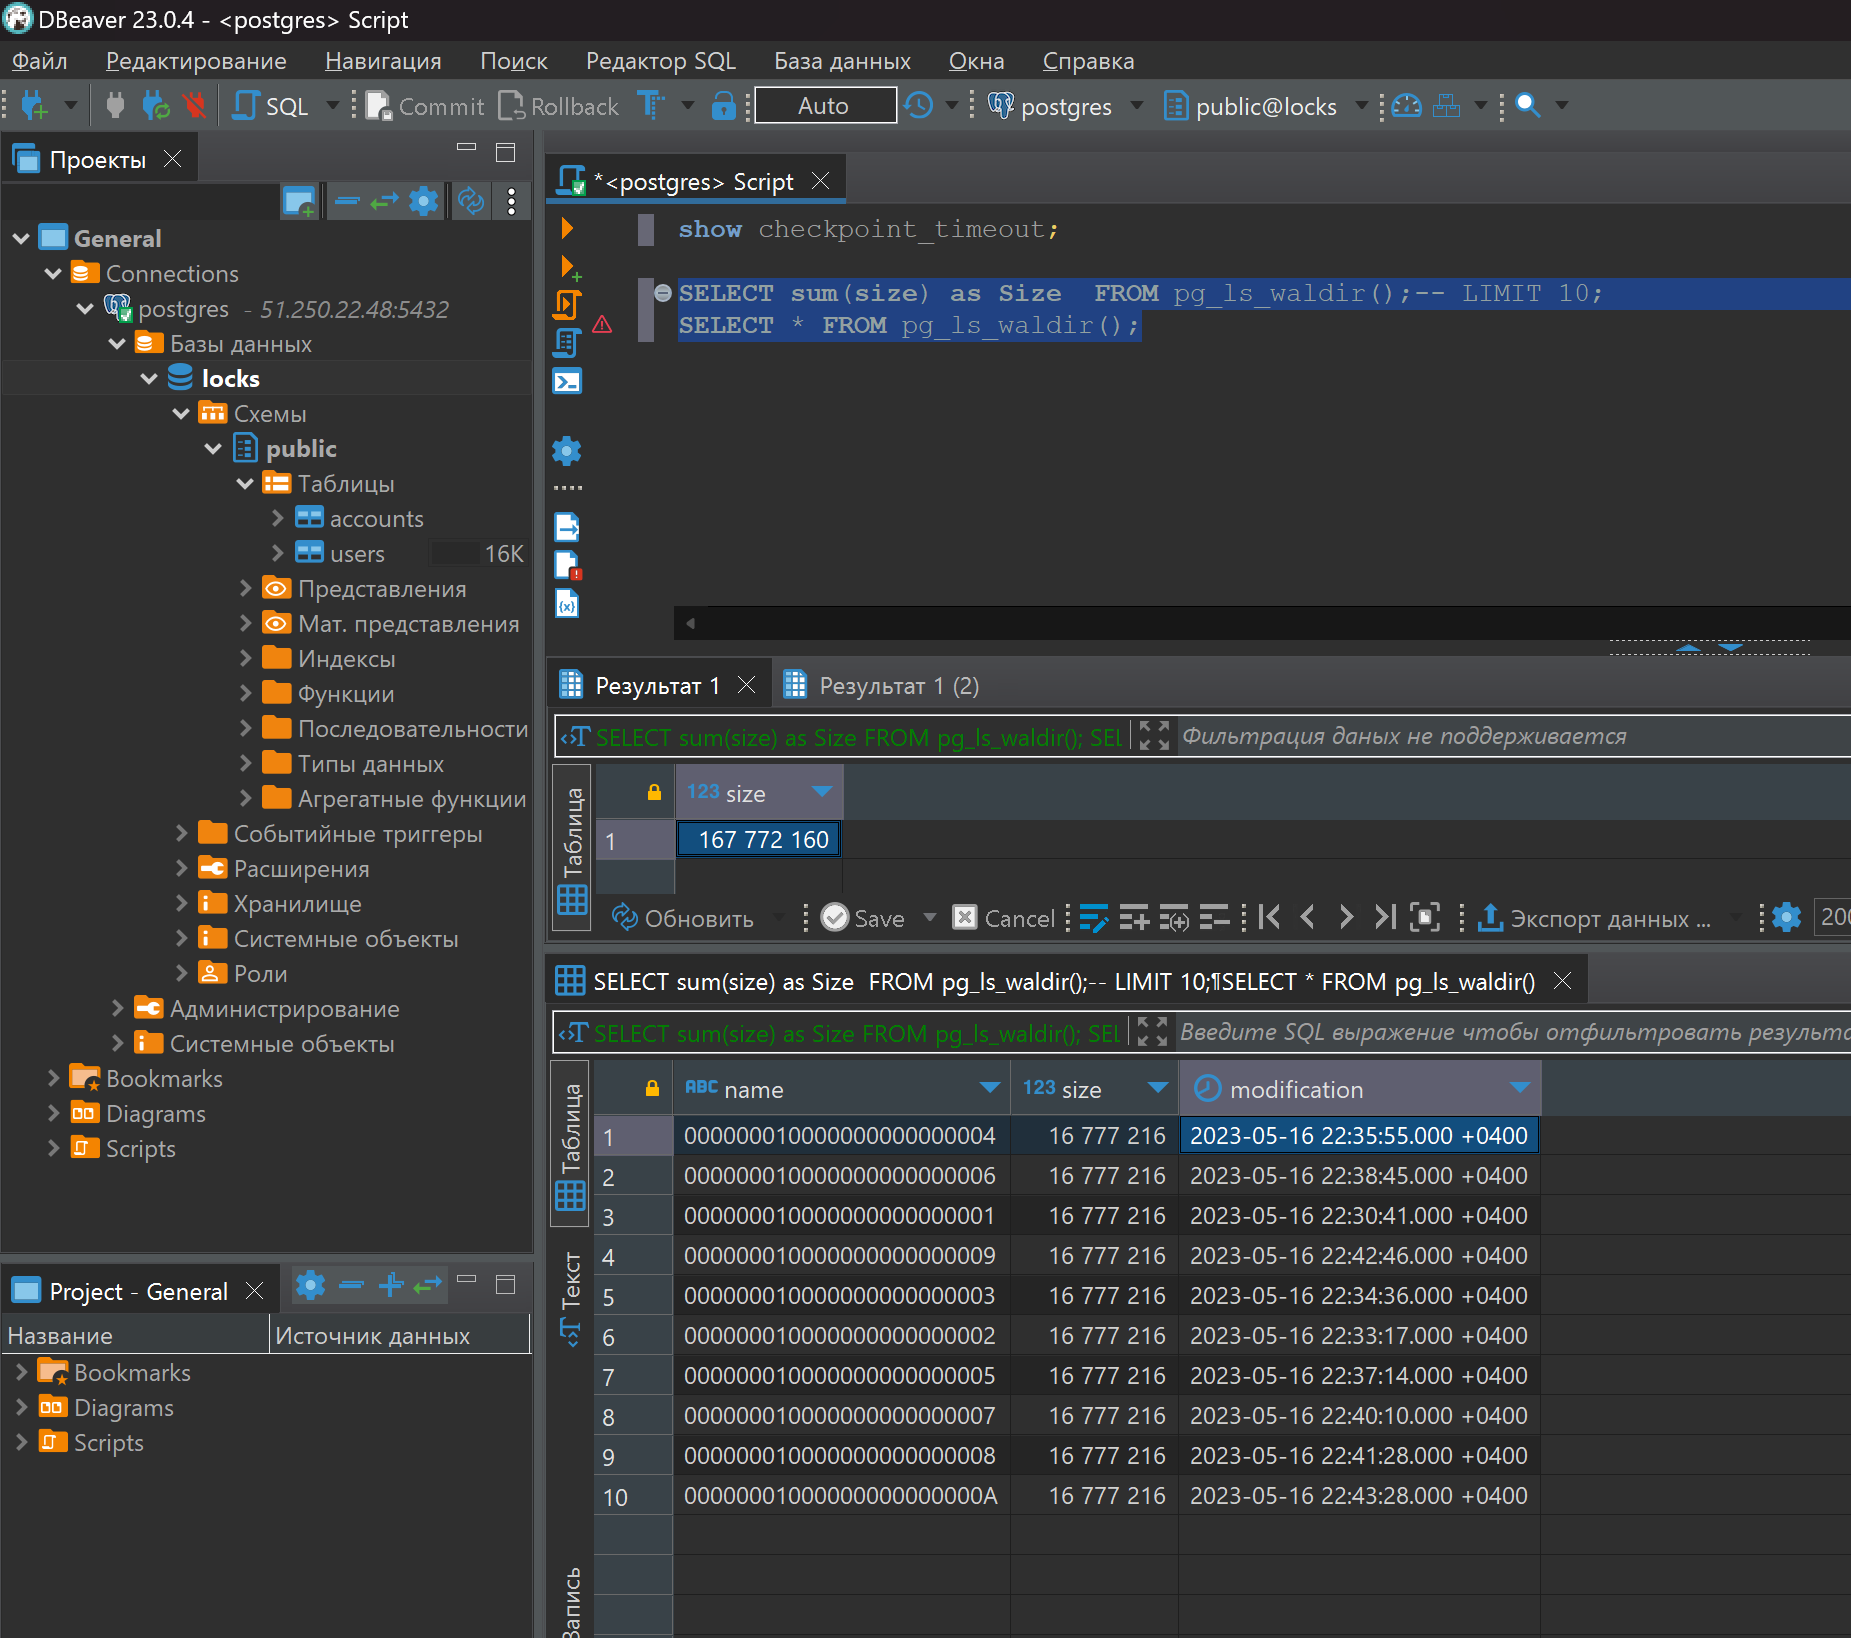 DBeaver 23.0.4 - <postgres> Script
Файл Редактирование Навигация Поиск Редактор SQL База данных Окна Справка
SQL Commit Rollback Auto postgres public@locks
Проекты
*<postgres> Script
General
Connections
postgres - 51.250.22.48:5432
Базы данных
locks
Схемы
public
Таблицы
accounts
users 16K
Представления
Мат. представления
Индексы
Функции
Последовательности
Типы данных
Агрегатные функции
Событийные триггеры
Расширения
Хранилище
Системные объекты
Роли
Администрирование
Системные объекты
Bookmarks
Diagrams
Scripts
Project - General
Название Источник данных
Bookmarks
Diagrams
Scripts
show checkpoint_timeout;
SELECT sum(size) as Size  FROM pg_ls_waldir();-- LIMIT 10;
SELECT * FROM pg_ls_waldir();
Результат 1 Результат 1 (2)
SELECT sum(size) as Size FROM pg_ls_waldir(); SEL Фильтрация даных не поддерживается
Таблица
123 size
1 167 772 160
Обновить Save Cancel Экспорт данных ... 200
SELECT sum(size) as Size  FROM pg_ls_waldir();-- LIMIT 10;¶SELECT * FROM pg_ls_waldir()
SELECT sum(size) as Size FROM pg_ls_waldir(); SEL Введите SQL выражение чтобы отфильтровать результа
Таблица
Текст
Запись
ABC name 123 size modification
1 000000010000000000000004 16 777 216 2023-05-16 22:35:55.000 +0400
2 000000010000000000000006 16 777 216 2023-05-16 22:38:45.000 +0400
3 000000010000000000000001 16 777 216 2023-05-16 22:30:41.000 +0400
4 000000010000000000000009 16 777 216 2023-05-16 22:42:46.000 +0400
5 000000010000000000000003 16 777 216 2023-05-16 22:34:36.000 +0400
6 000000010000000000000002 16 777 216 2023-05-16 22:33:17.000 +0400
7 000000010000000000000005 16 777 216 2023-05-16 22:37:14.000 +0400
8 000000010000000000000007 16 777 216 2023-05-16 22:40:10.000 +0400
9 000000010000000000000008 16 777 216 2023-05-16 22:41:28.000 +0400
10 00000001000000000000000A 16 777 216 2023-05-16 22:43:28.000 +0400